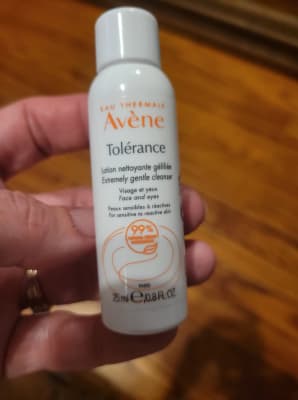 EAU THERMALE
Avène
Tolérance
Lotion nettoyante gélifiée
Extremely gentle cleanser
Visage et yeux
Face and eyes
Peaux sensibles à réactives
For sensitive to reactive skin
99%
PARIS
25 ml ℮/0.8 FL.OZ.